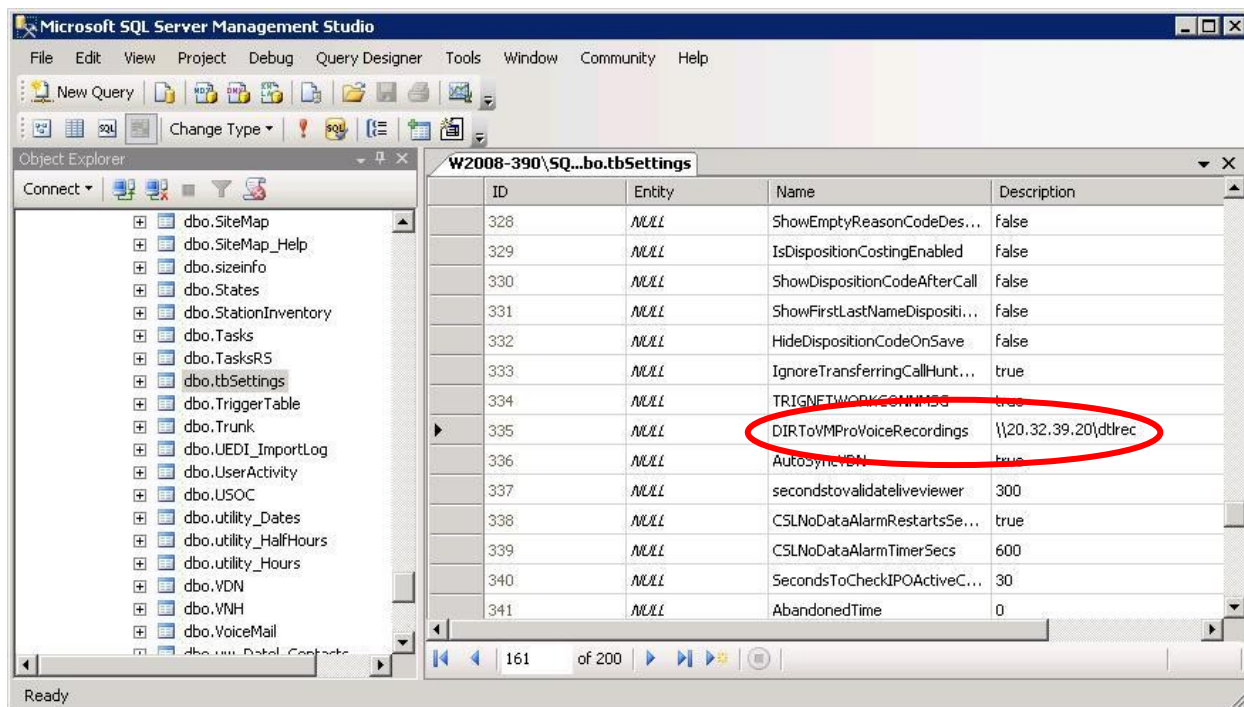 Microsoft SQL Server Management Studio
File Edit View Project Debug Query Designer Tools Window Community Help
New Query
Change Type
Object Explorer
Connect
dbo.SiteMap
dbo.SiteMap_Help
dbo.sizeinfo
dbo.States
dbo.StationInventory
dbo.Tasks
dbo.TasksRS
dbo.tbSettings
dbo.TriggerTable
dbo.Trunk
dbo.UEDI_ImportLog
dbo.UserActivity
dbo.USOC
dbo.utility_Dates
dbo.utility_HalfHours
dbo.utility_Hours
dbo.VDN
dbo.VNH
dbo.VoiceMail
W2008-390\SQ...bo.tbSettings
ID Entity Name Description
328 NULL ShowEmptyReasonCodeDes... false
329 NULL IsDispositionCostingEnabled false
330 NULL ShowDispositionCodeAfterCall false
331 NULL ShowFirstLastNameDispositi... false
332 NULL HideDispositionCodeOnSave false
333 NULL IgnoreTransferringCallHunt... true
334 NULL TRIGNETWORKCONNMSG true
335 NULL DIRToVMProVoiceRecordings \\20.32.39.20\dtlrec
336 NULL AutoSyncVDN true
337 NULL secondstovalidateliveviewer 300
338 NULL CSLNoDataAlarmRestartsSe... true
339 NULL CSLNoDataAlarmTimerSecs 600
340 NULL SecondsToCheckIPOActiveC... 30
341 NULL AbandonedTime 0
161 of 200
Ready